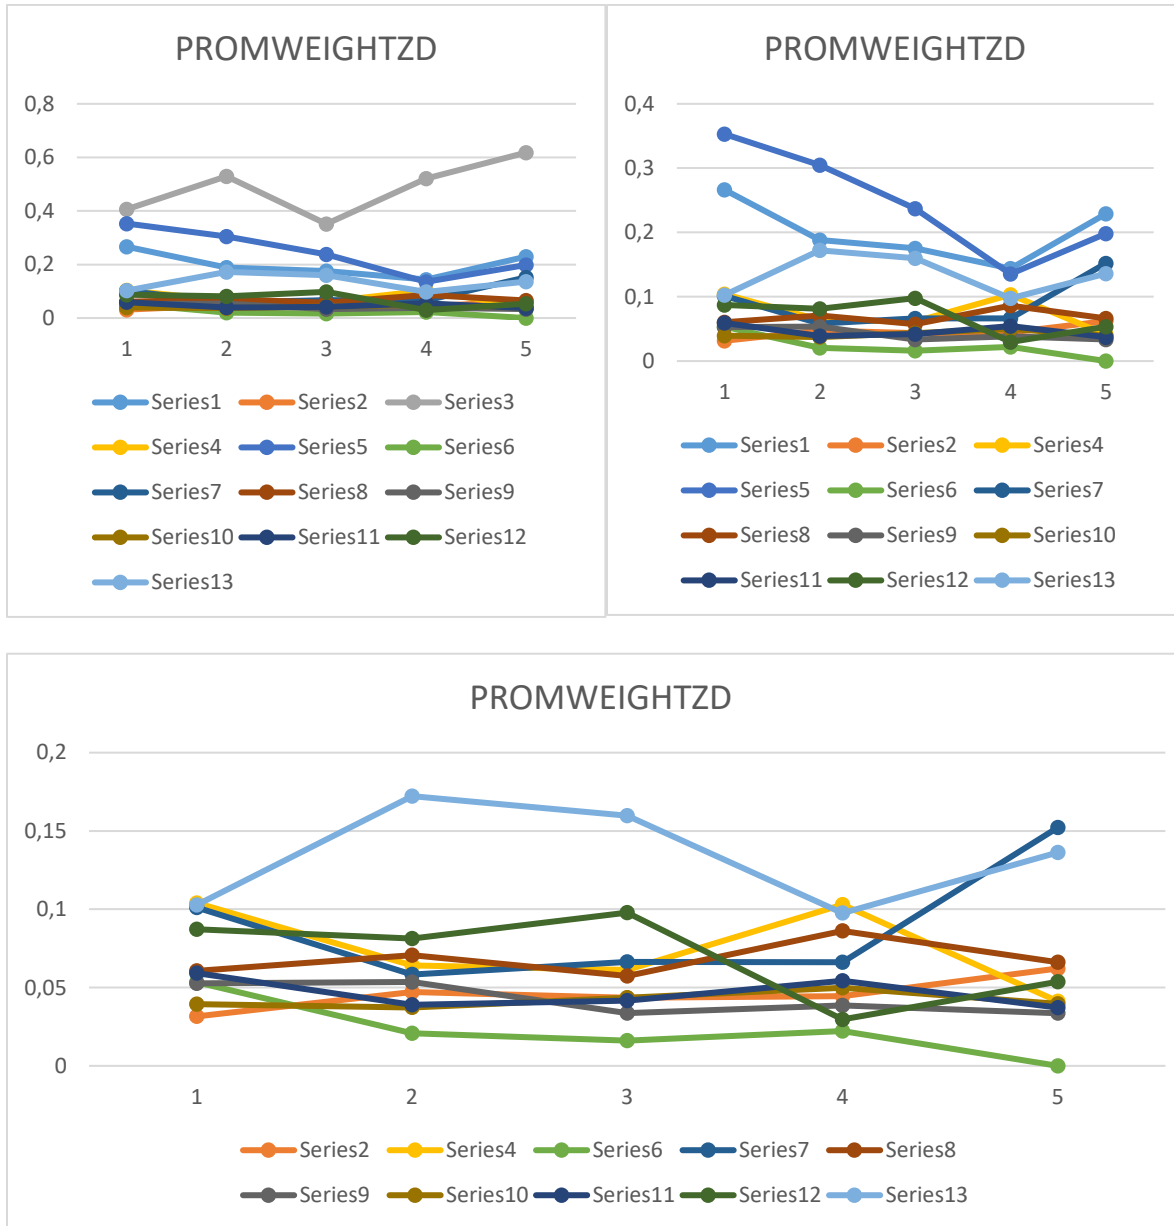 PROMWEIGHTZD
0,8
0,6
0,4
0,2
0
1 2 3 4 5
Series1 Series2 Series3
Series4 Series5 Series6
Series7 Series8 Series9
Series10 Series11 Series12
Series13
PROMWEIGHTZD
0,4
0,3
0,2
0,1
0
1 2 3 4 5
Series1 Series2 Series4
Series5 Series6 Series7
Series8 Series9 Series10
Series11 Series12 Series13
PROMWEIGHTZD
0,2
0,15
0,1
0,05
0
1 2 3 4 5
Series2 Series4 Series6 Series7 Series8
Series9 Series10 Series11 Series12 Series13